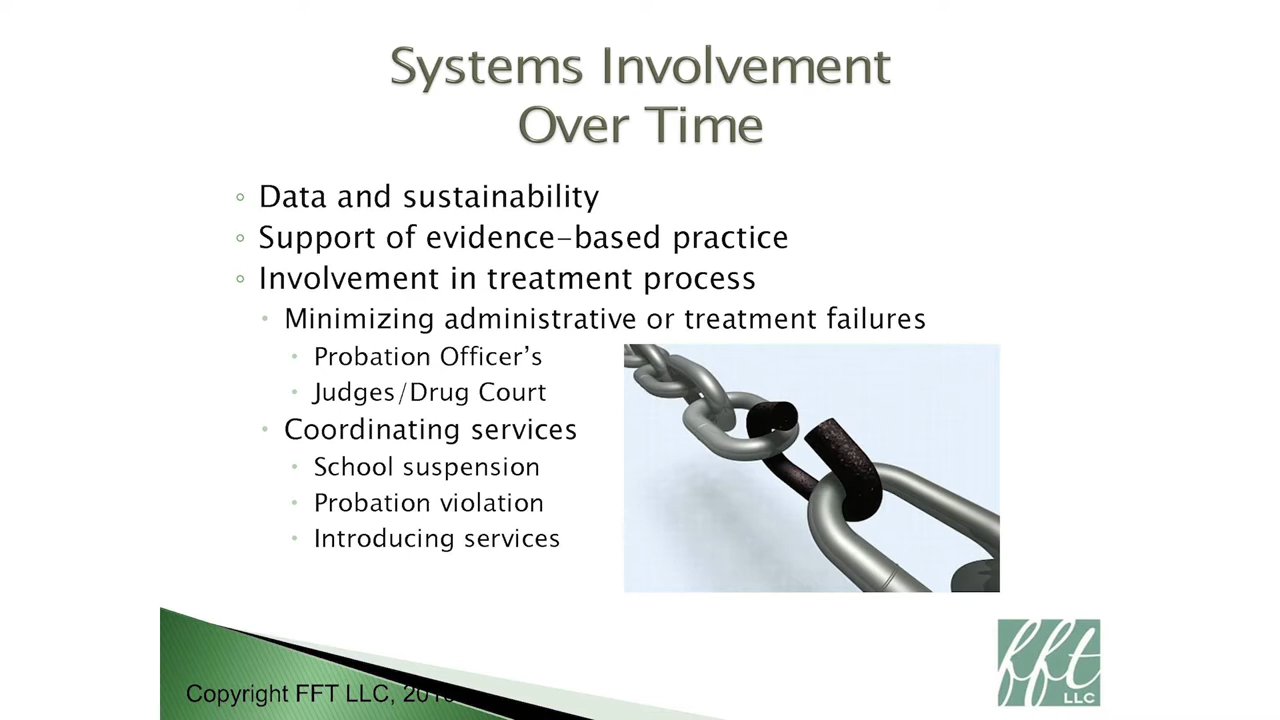 Systems Involvement
Over Time
Data and sustainability
Support of evidence-based practice
Involvement in treatment process
Minimizing administrative or treatment failures
Probation Officer's
Judges/Drug Court
Coordinating services
School suspension
Probation violation
Introducing services
Copyright FFT LLC,
fft
LLC